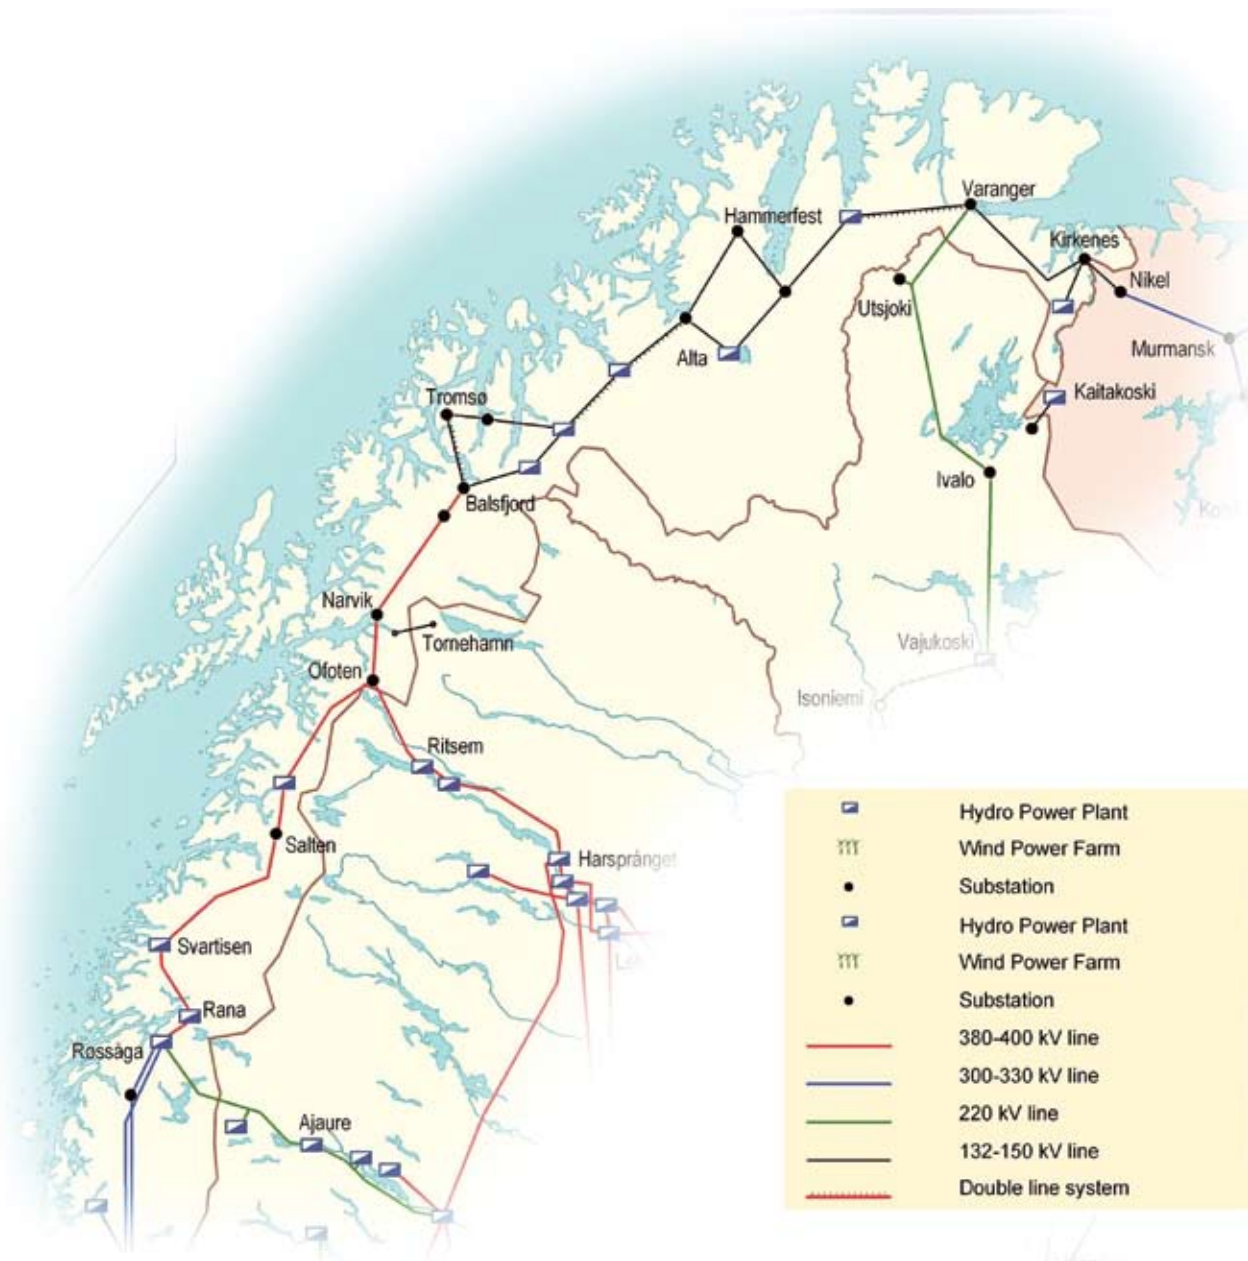 Varanger
Hammerfest
Kirkenes
Nikel
Utsjoki
Murmansk
Alta
Kaitakoski
Tromsø
Ivalo
Balsfjord
Narvik
Tornehamn
Vajukoski
Ofoten
Isoniemi
Ritsem
Salten
Harsprånget
Svartisen
Rana
Røssåga
Ajaure
Hydro Power Plant
Wind Power Farm
Substation
Hydro Power Plant
Wind Power Farm
Substation
380-400 kV line
300-330 kV line
220 kV line
132-150 kV line
Double line system